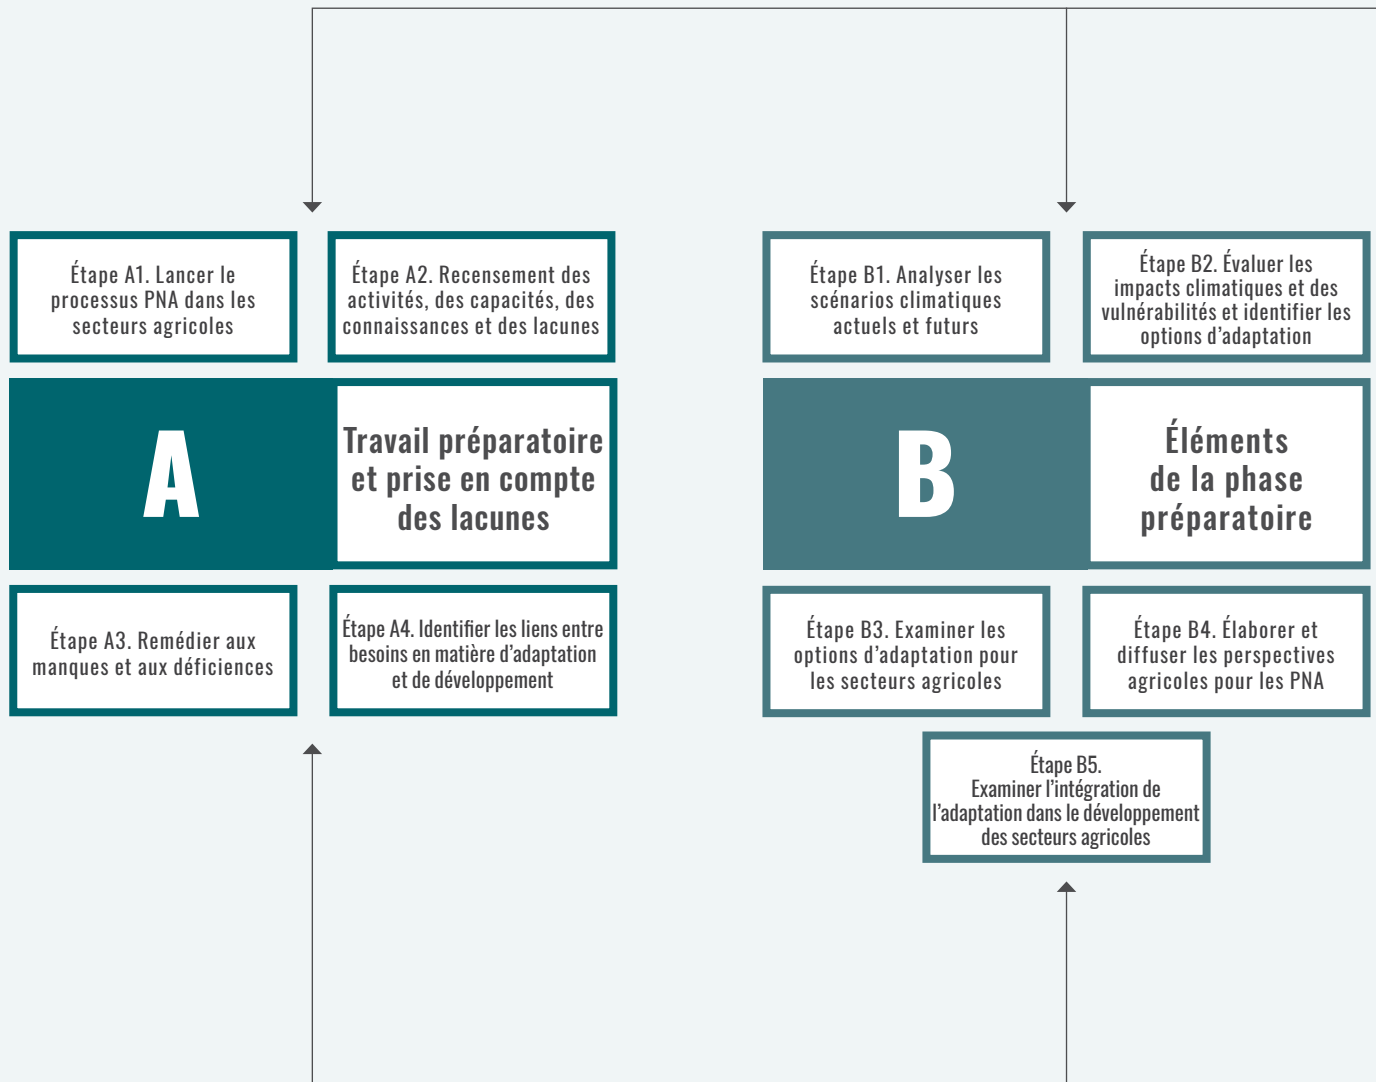 Étape A1. Lancer le
processus PNA dans les
secteurs agricoles
Étape A2. Recensement des
activités, des capacités, des
connaissances et des lacunes
A
Travail préparatoire
et prise en compte
des lacunes
Étape A3. Remédier aux
manques et aux déficiences
Étape A4. Identifier les liens entre
besoins en matière d’adaptation
et de développement
Étape B1. Analyser les
scénarios climatiques
actuels et futurs
Étape B2. Évaluer les
impacts climatiques et des
vulnérabilités et identifier les
options d’adaptation
B
Éléments
de la phase
préparatoire
Étape B3. Examiner les
options d’adaptation pour
les secteurs agricoles
Étape B4. Élaborer et
diffuser les perspectives
agricoles pour les PNA
Étape B5.
Examiner l’intégration de
l’adaptation dans le développement
des secteurs agricoles